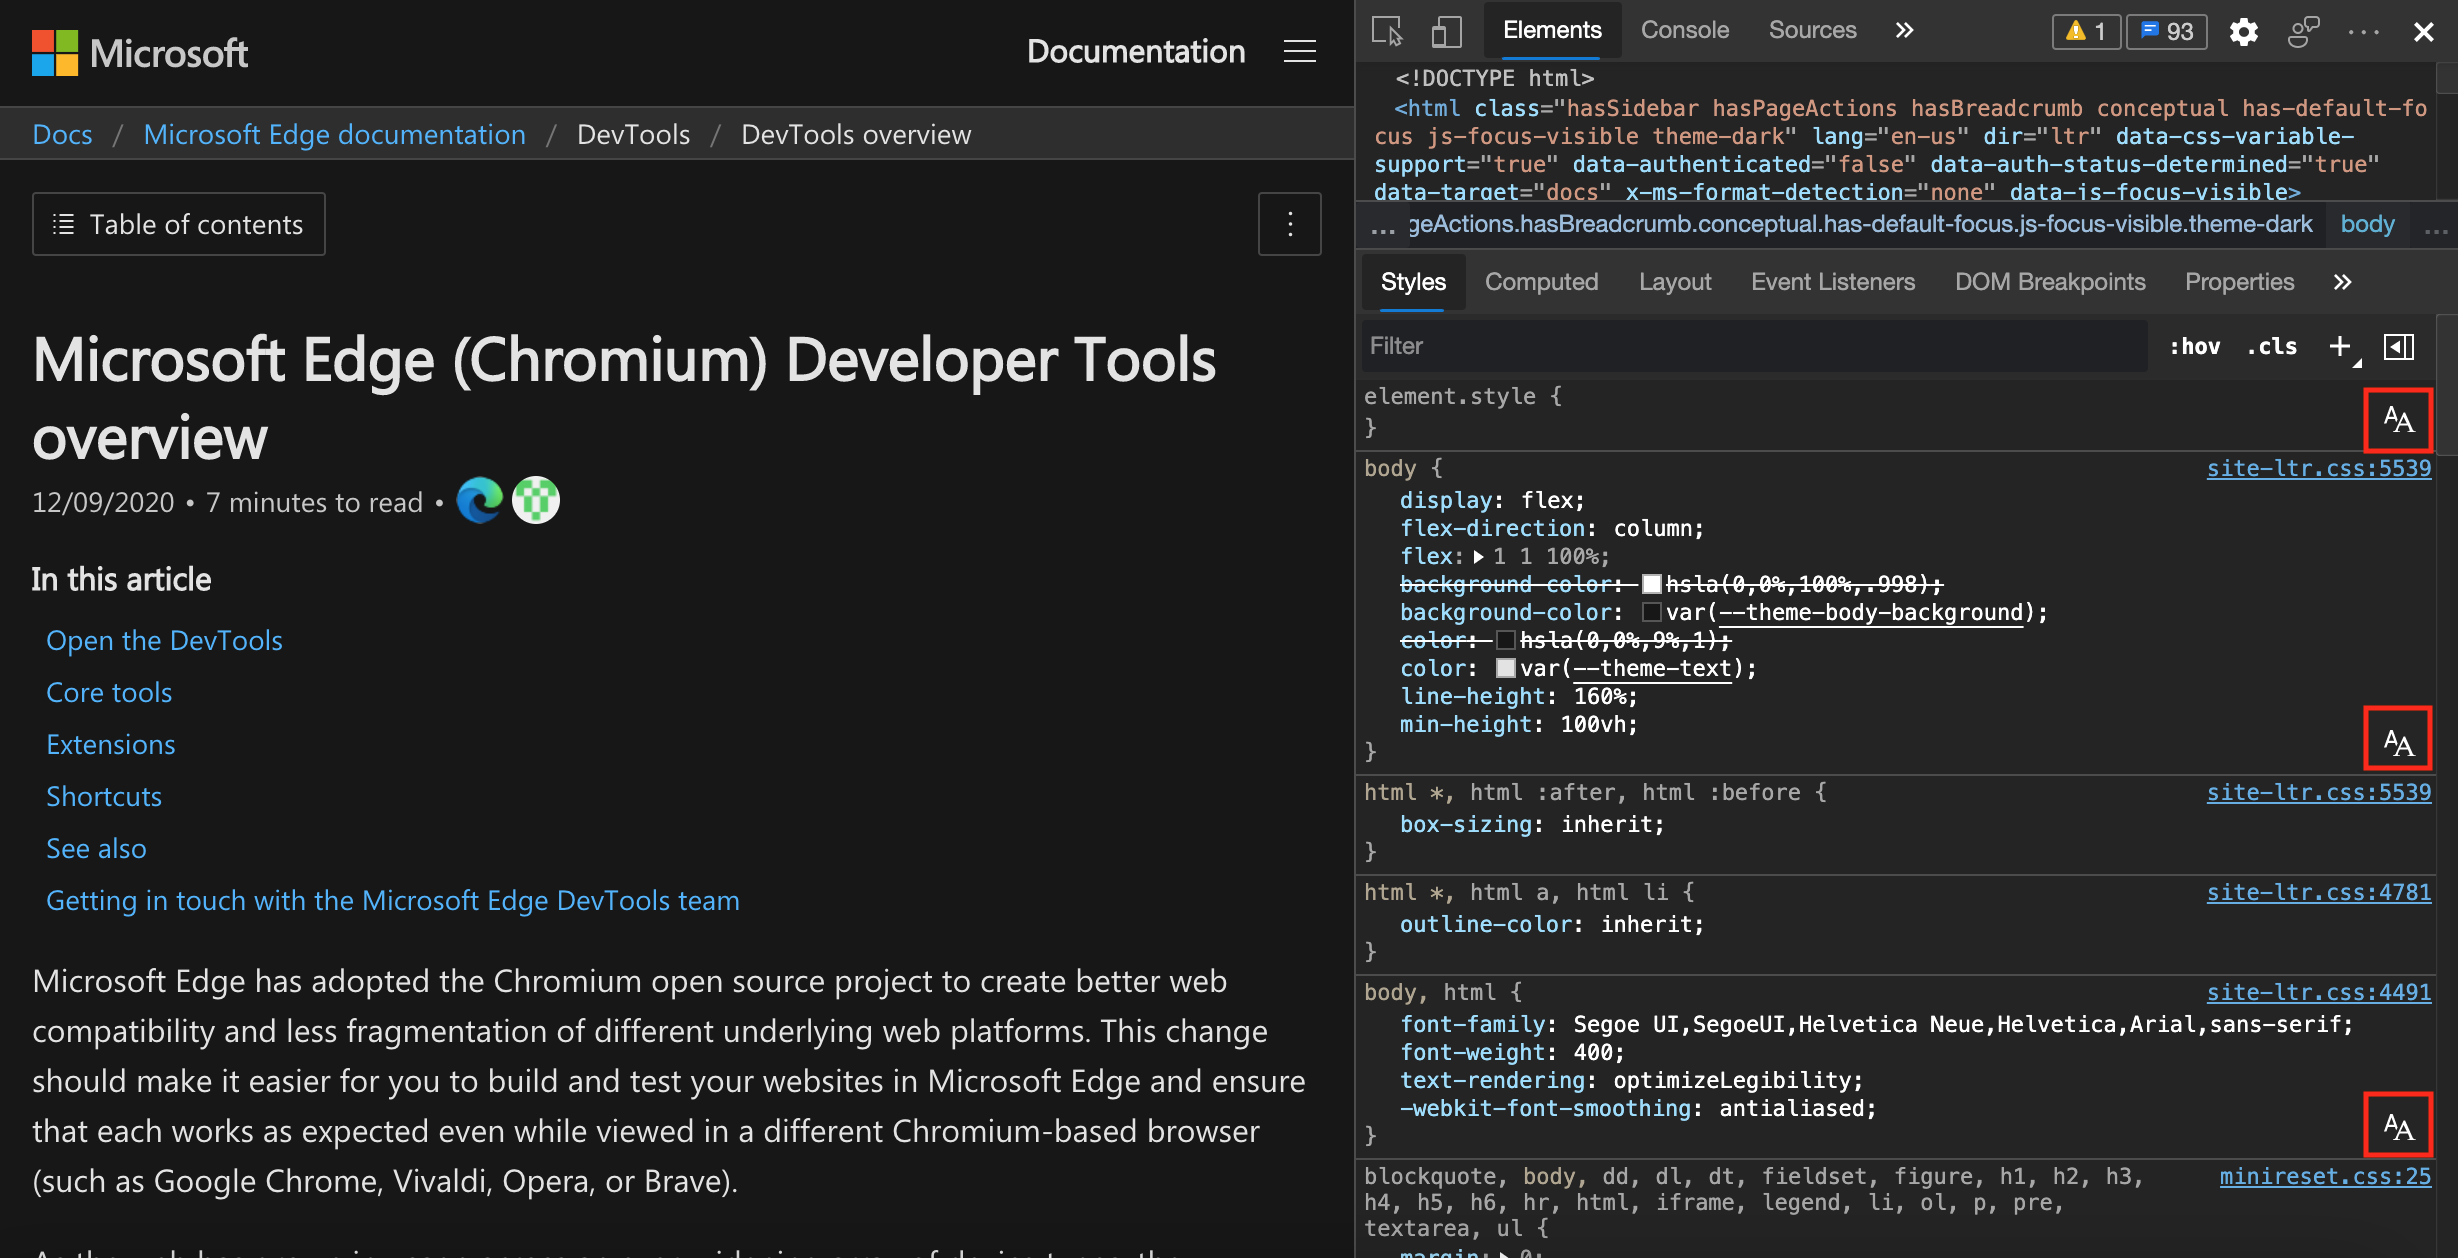 Microsoft
Documentation
Docs / Microsoft Edge documentation / DevTools / DevTools overview
Table of contents
Microsoft Edge (Chromium) Developer Tools
overview
12/09/2020 • 7 minutes to read •
In this article
Open the DevTools
Core tools
Extensions
Shortcuts
See also
Getting in touch with the Microsoft Edge DevTools team
Microsoft Edge has adopted the Chromium open source project to create better web
compatibility and less fragmentation of different underlying web platforms. This change
should make it easier for you to build and test your websites in Microsoft Edge and ensure
that each works as expected even while viewed in a different Chromium-based browser
(such as Google Chrome, Vivaldi, Opera, or Brave).
Elements Console Sources » 1 93
<!DOCTYPE html>
<html class="hasSidebar hasPageActions hasBreadcrumb conceptual has-default-fo
cus js-focus-visible theme-dark" lang="en-us" dir="ltr" data-css-variable-
support="true" data-authenticated="false" data-auth-status-determined="true"
data-target="docs" x-ms-format-detection="none" data-js-focus-visible>
... geActions.hasBreadcrumb.conceptual.has-default-focus.js-focus-visible.theme-dark body ...
Styles Computed Layout Event Listeners DOM Breakpoints Properties »
Filter :hov .cls +
element.style {
}
AA
body { site-ltr.css:5539
display: flex;
flex-direction: column;
flex: 1 1 100%;
background-color: hsla(0,0%,100%,.998);
background-color: var(--theme-body-background);
color: hsla(0,0%,9%,1);
color: var(--theme-text);
line-height: 160%;
min-height: 100vh;
}
AA
html *, html :after, html :before { site-ltr.css:5539
box-sizing: inherit;
}
html *, html a, html li { site-ltr.css:4781
outline-color: inherit;
}
body, html { site-ltr.css:4491
font-family: Segoe UI,SegoeUI,Helvetica Neue,Helvetica,Arial,sans-serif;
font-weight: 400;
text-rendering: optimizeLegibility;
-webkit-font-smoothing: antialiased;
}
AA
blockquote, body, dd, dl, dt, fieldset, figure, h1, h2, h3, minireset.css:25
h4, h5, h6, hr, html, iframe, legend, li, ol, p, pre,
textarea, ul {
margin: 0;